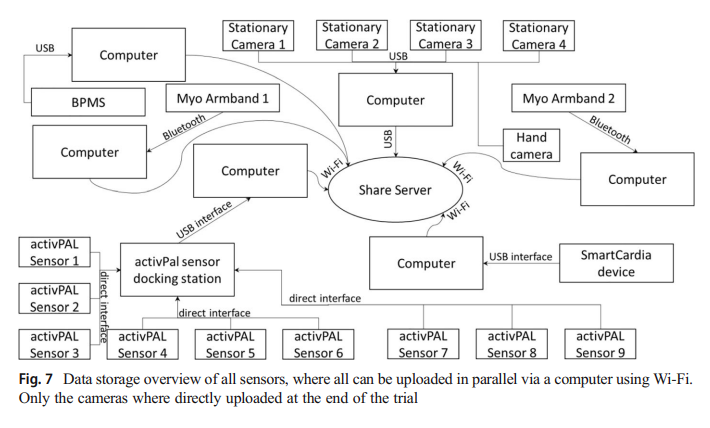 Stationary
Camera 1
Stationary
Camera 2
Stationary
Camera 3
Stationary
Camera 4
USB
Computer
USB
BPMS
Myo Armband 1
Computer
Myo Armband 2
Bluetooth
Computer
USB
Hand
camera
Bluetooth
Computer
Wi-Fi
Wi-Fi
Computer
Share Server
Wi-Fi
USB interface
activPAL
Sensor 1
activPal sensor
docking station
Computer
USB interface
SmartCardia
device
activPAL
Sensor 2
direct interface
direct interface
direct interface
activPAL
Sensor 3
activPAL
Sensor 4
activPAL
Sensor 5
activPAL
Sensor 6
activPAL
Sensor 7
activPAL
Sensor 8
activPAL
Sensor 9
Fig. 7 Data storage overview of all sensors, where all can be uploaded in parallel via a computer using Wi-Fi.
Only the cameras where directly uploaded at the end of the trial